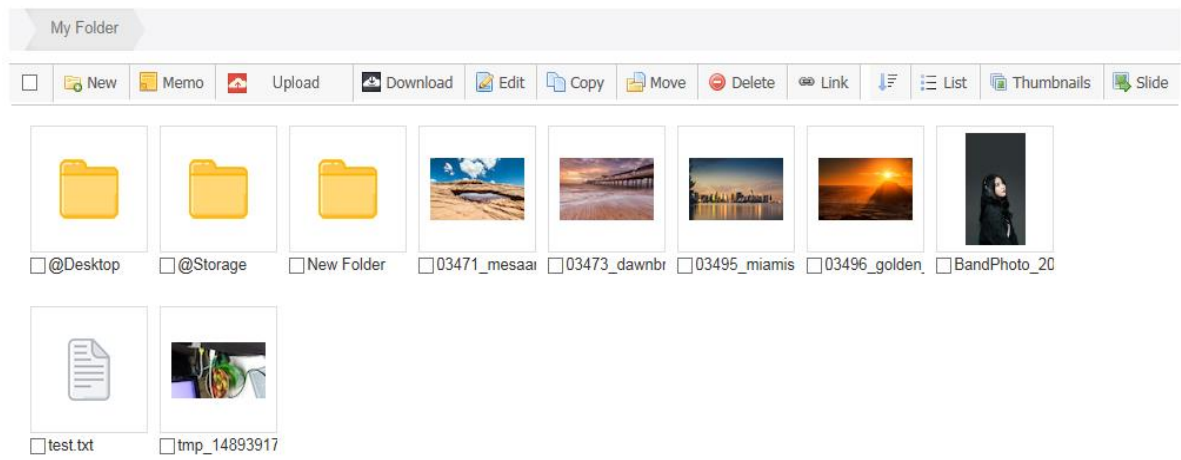 My Folder
New Memo Upload Download Edit Copy Move Delete Link List Thumbnails Slide
@Desktop @Storage New Folder 03471_mesaar 03473_dawnbr 03495_miamis 03496_golden_ BandPhoto_20
test.txt tmp_14893917